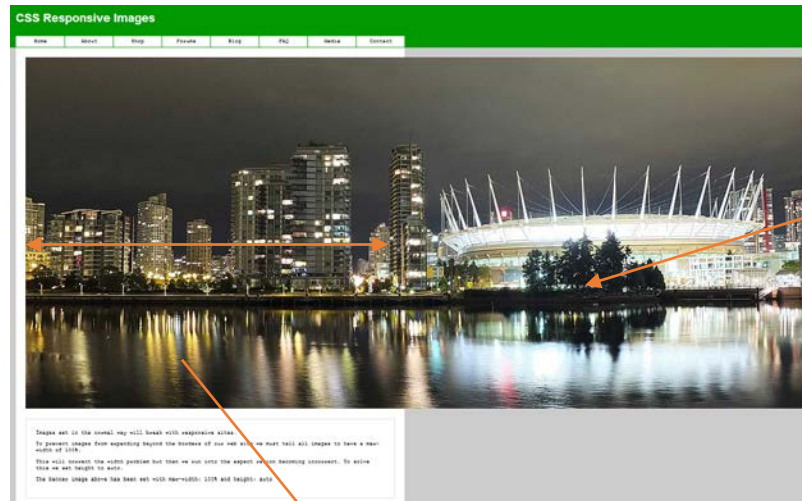 CSS Responsive Images
Home About Shop Forums Blog FAQ Media Contact
Images set in the normal way will break with responsive sites.
To prevent images from expanding beyond the borders of our web site we must tell all images to have a max-
width of 100%.
This will prevent the width problem but then we run into the aspect ration becoming incorrect. To solve
this we set height to auto.
The banner image above has been set with max-width: 100% and height: auto